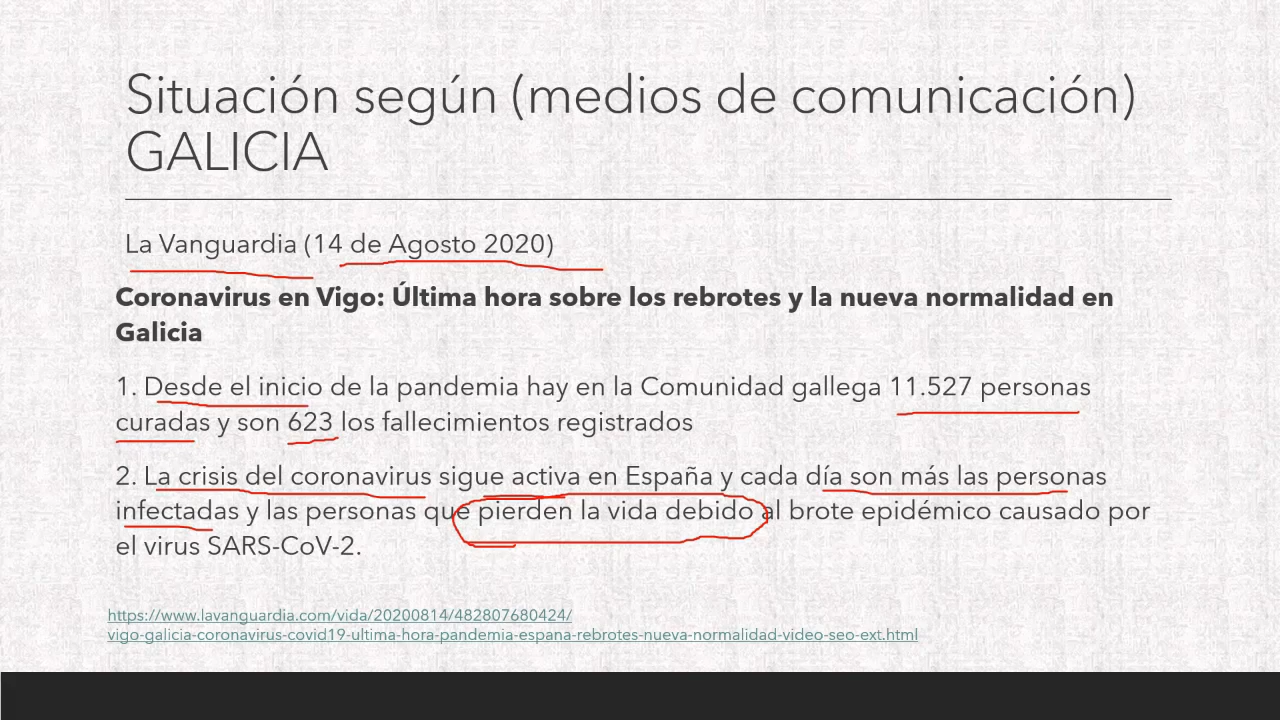 Situación según (medios de comunicación)
GALICIA
La Vanguardia (14 de Agosto 2020)
Coronavirus en Vigo: Última hora sobre los rebrotes y la nueva normalidad en
Galicia
1. Desde el inicio de la pandemia hay en la Comunidad gallega 11.527 personas
curadas y son 623 los fallecimientos registrados
2. La crisis del coronavirus sigue activa en España y cada día son más las personas
infectadas y las personas que pierden la vida debido al brote epidémico causado por
el virus SARS-CoV-2.
https://www.lavanguardia.com/vida/20200814/482807680424/
vigo-galicia-coronavirus-covid19-ultima-hora-pandemia-espana-rebrotes-nueva-normalidad-video-seo-ext.html